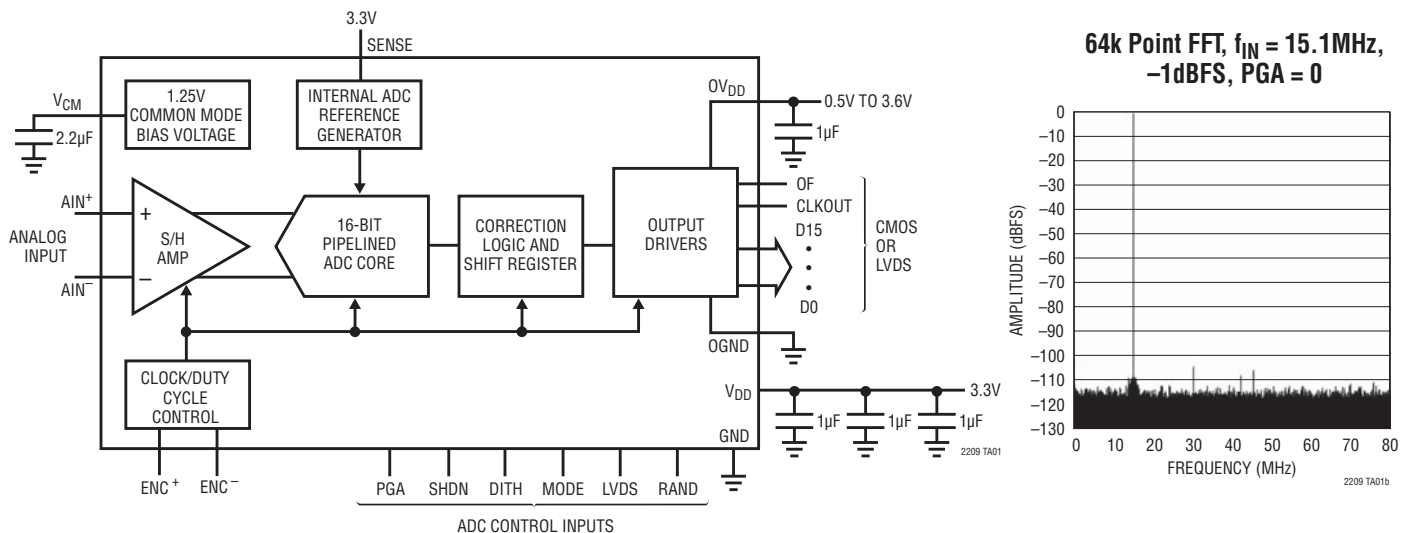 3.3V
SENSE
1.25V
COMMON MODE
BIAS VOLTAGE
INTERNAL ADC
REFERENCE
GENERATOR
VCM
2.2µF
OVDD
0.5V TO 3.6V
1µF
AIN+
ANALOG
INPUT
AIN–
+
–
S/H
AMP
16-BIT
PIPELINED
ADC CORE
CORRECTION
LOGIC AND
SHIFT REGISTER
OUTPUT
DRIVERS
OF
CLKOUT
D15
•
•
•
D0
CMOS
OR
LVDS
OGND
CLOCK/DUTY
CYCLE
CONTROL
VDD
3.3V
1µF
1µF
1µF
GND
2209 TA01
ENC +
ENC –
PGA
SHDN
DITH
MODE
LVDS
RAND
ADC CONTROL INPUTS
64k Point FFT, fIN = 15.1MHz,
–1dBFS, PGA = 0
AMPLITUDE (dBFS)
0
–10
–20
–30
–40
–50
–60
–70
–80
–90
–100
–110
–120
–130
0 10 20 30 40 50 60 70 80
FREQUENCY (MHz)
2209 TA01b